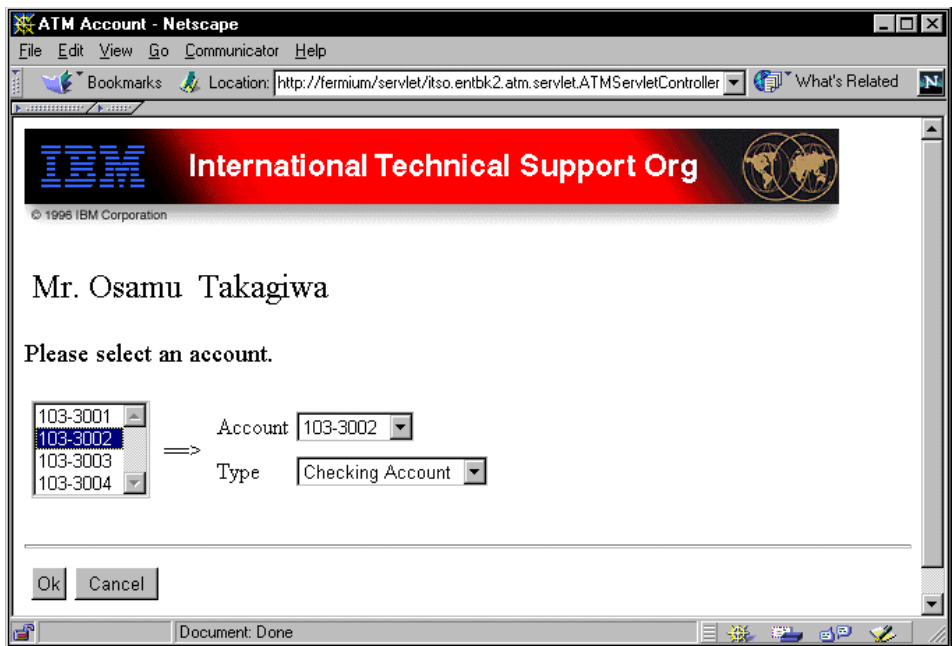 ATM Account - Netscape
File Edit View Go Communicator Help
Bookmarks Location: http://fermium/servlet/itso.entbk2.atm.servlet.ATMServletController What's Related N
IBM International Technical Support Org
© 1996 IBM Corporation
Mr. Osamu Takagiwa
Please select an account.
103-3001
103-3002
103-3003
103-3004
==>
Account 103-3002
Type Checking Account
Ok Cancel
Document: Done